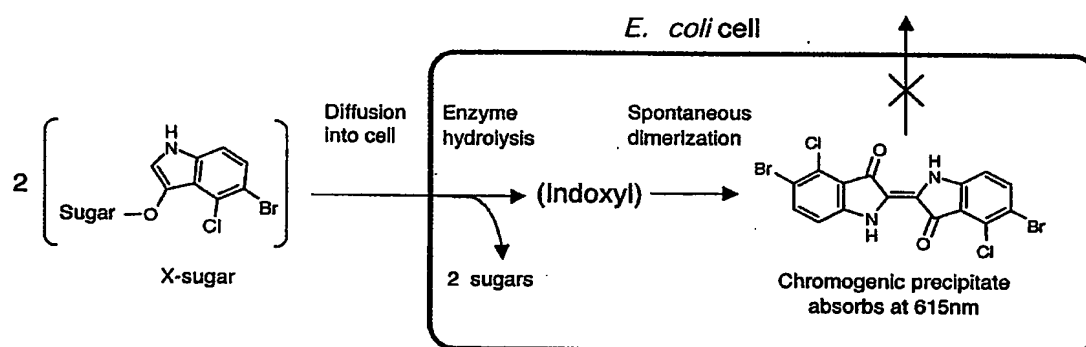 E. coli cell
Diffusion
into cell
Enzyme
hydrolysis
Spontaneous
dimerization
2
H
N
Sugar
O
Cl
Br
X-sugar
(Indoxyl)
2 sugars
Cl
O
H
N
Br
N
H
O
Cl
Br
Chromogenic precipitate
absorbs at 615nm